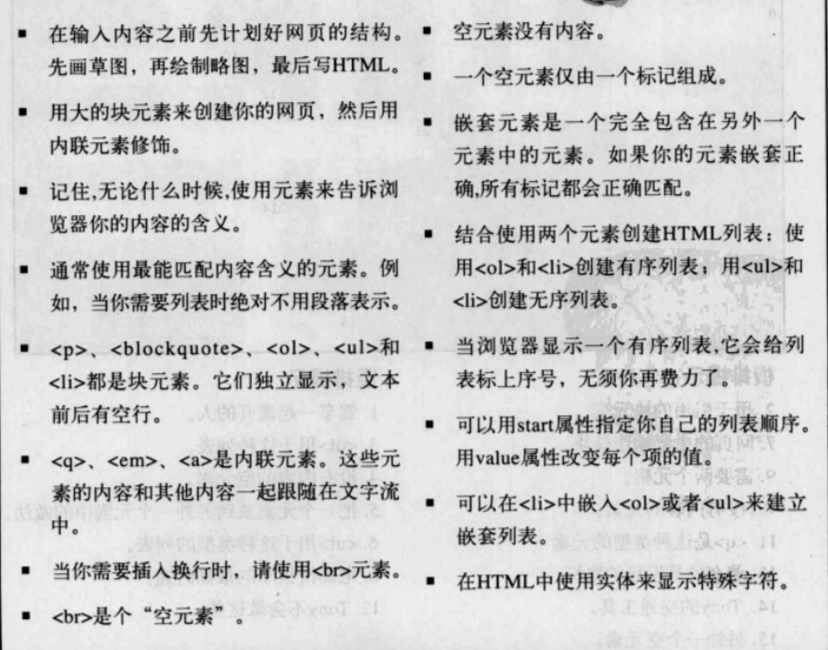 ▪ 在输入内容之前先计划好网页的结构。
先画草图，再绘制略图，最后写HTML。
▪ 用大的块元素来创建你的网页，然后用
内联元素修饰。
▪ 记住,无论什么时候,使用元素来告诉浏
览器你的内容的含义。
▪ 通常使用最能匹配内容含义的元素。例
如，当你需要列表时绝对不用段落表示。
▪ <p>、<blockquote>、<ol>、<ul>和
<li>都是块元素。它们独立显示，文本
前后有空行。
▪ <q>、<em>、<a>是内联元素。这些元
素的内容和其他内容一起跟随在文字流
中。
▪ 当你需要插入换行时，请使用<br>元素。
▪ <br>是个“空元素”。
▪ 空元素没有内容。
▪ 一个空元素仅由一个标记组成。
▪ 嵌套元素是一个完全包含在另外一个
元素中的元素。如果你的元素嵌套正
确,所有标记都会正确匹配。
▪ 结合使用两个元素创建HTML列表：使
用<ol>和<li>创建有序列表；用<ul>和
<li>创建无序列表。
▪ 当浏览器显示一个有序列表,它会给列
表标上序号，无须你再费力了。
▪ 可以用start属性指定你自己的列表顺序。
用value属性改变每个项的值。
▪ 可以在<li>中嵌入<ol>或者<ul>来建立
嵌套列表。
▪ 在HTML中使用实体来显示特殊字符。